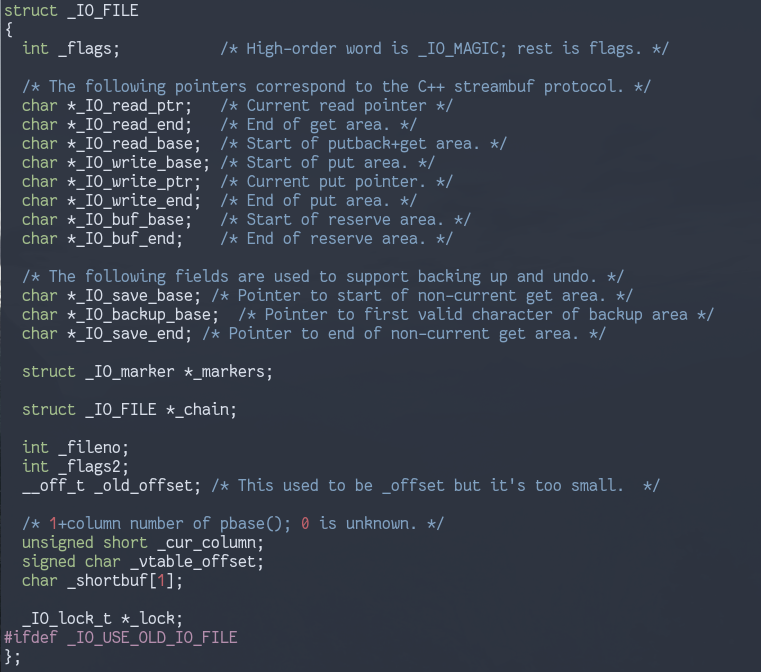 struct _IO_FILE
{
  int _flags;           /* High-order word is _IO_MAGIC; rest is flags. */
  /* The following pointers correspond to the C++ streambuf protocol. */
  char *_IO_read_ptr;   /* Current read pointer */
  char *_IO_read_end;   /* End of get area. */
  char *_IO_read_base;  /* Start of putback+get area. */
  char *_IO_write_base; /* Start of put area. */
  char *_IO_write_ptr;  /* Current put pointer. */
  char *_IO_write_end;  /* End of put area. */
  char *_IO_buf_base;   /* Start of reserve area. */
  char *_IO_buf_end;    /* End of reserve area. */
  /* The following fields are used to support backing up and undo. */
  char *_IO_save_base; /* Pointer to start of non-current get area. */
  char *_IO_backup_base;  /* Pointer to first valid character of backup area */
  char *_IO_save_end; /* Pointer to end of non-current get area. */
  struct _IO_marker *_markers;
  struct _IO_FILE *_chain;
  int _fileno;
  int _flags2;
  __off_t _old_offset; /* This used to be _offset but it's too small.  */
  /* 1+column number of pbase(); 0 is unknown. */
  unsigned short _cur_column;
  signed char _vtable_offset;
  char _shortbuf[1];
  _IO_lock_t *_lock;
#ifdef _IO_USE_OLD_IO_FILE
};